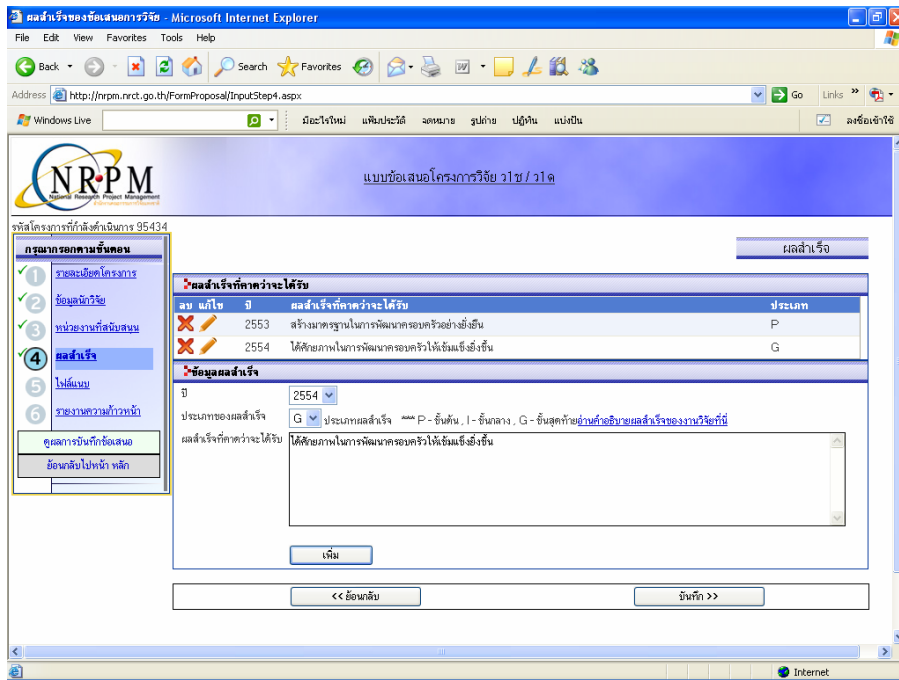 ผลสำเร็จของข้อเสนอการวิจัย - Microsoft Internet Explorer
File Edit View Favorites Tools Help
Back Search Favorites
Address http://nrpm.nrct.go.th/FormProposal/InputStep4.aspx Go Links »
Windows Live มีอะไรใหม่ แฟ้มประวัติ จดหมาย รูปถ่าย ปฏิทิน แบ่งปัน ลงชื่อเข้าใช้
NRPM
National Research Project Management
แบบข้อเสนอโครงการวิจัย ว1ช / ว1ด
รหัสโครงการที่กำลังดำเนินการ 95434
กรุณากรอกตามขั้นตอน
ผลสำเร็จ
1 รายละเอียดโครงการ
2 ข้อมูลนักวิจัย
3 หน่วยงานที่สนับสนุน
4 ผลสำเร็จ
5 ไฟล์แนบ
6 รายงานความก้าวหน้า
ดูผลการบันทึกข้อเสนอ
ย้อนกลับไปหน้า หลัก
ผลสำเร็จที่คาดว่าจะได้รับ
ลบ แก้ไข ปี ผลสำเร็จที่คาดว่าจะได้รับ ประเภท
2553 สร้างมาตรฐานในการพัฒนาครอบครัวอย่างยั่งยืน P
2554 ได้ศักยภาพในการพัฒนาครอบครัวให้เข้มแข็งยิ่งขึ้น G
ข้อมูลผลสำเร็จ
ปี 2554
ประเภทของผลสำเร็จ G ประเภทผลสำเร็จ *** P - ขั้นต้น , I - ขั้นกลาง , G - ขั้นสุดท้ายอ่านคำอธิบายผลสำเร็จของงานวิจัยที่นี่
ผลสำเร็จที่คาดว่าจะได้รับ ได้ศักยภาพในการพัฒนาครอบครัวให้เข้มแข็งยิ่งขึ้น
เพิ่ม
<< ย้อนกลับ บันทึก >>
Internet